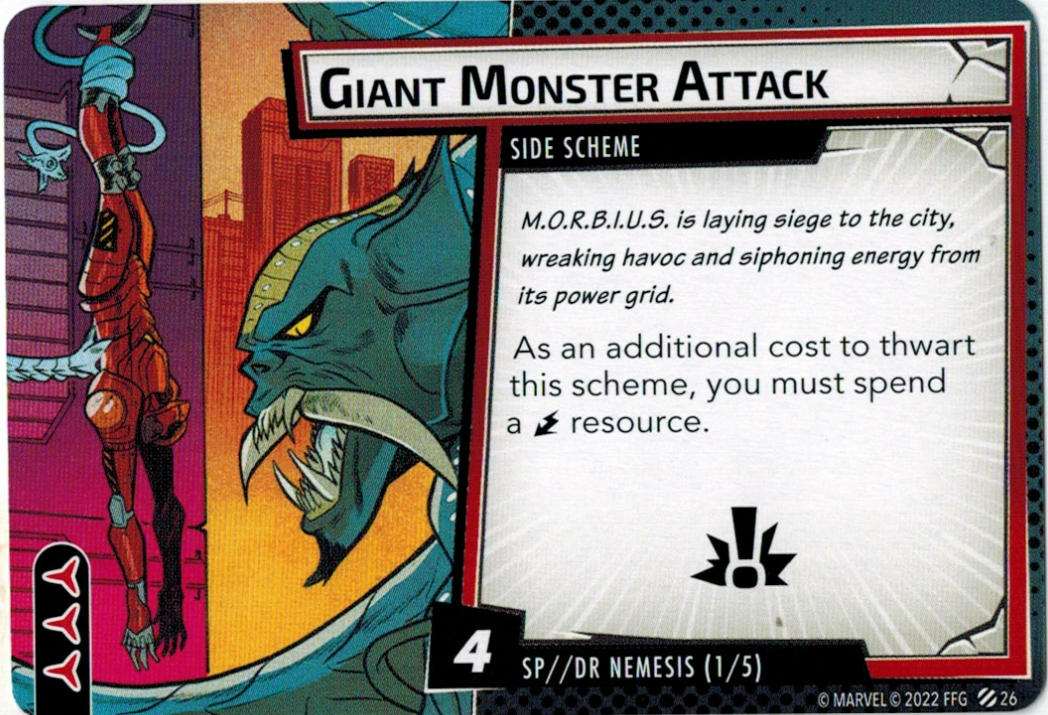 GIANT MONSTER ATTACK
SIDE SCHEME
M.O.R.B.I.U.S. is laying siege to the city,
wreaking havoc and siphoning energy from
its power grid.
As an additional cost to thwart
this scheme, you must spend
a resource.
4
SP//DR NEMESIS (1/5)
© MARVEL © 2022 FFG 26